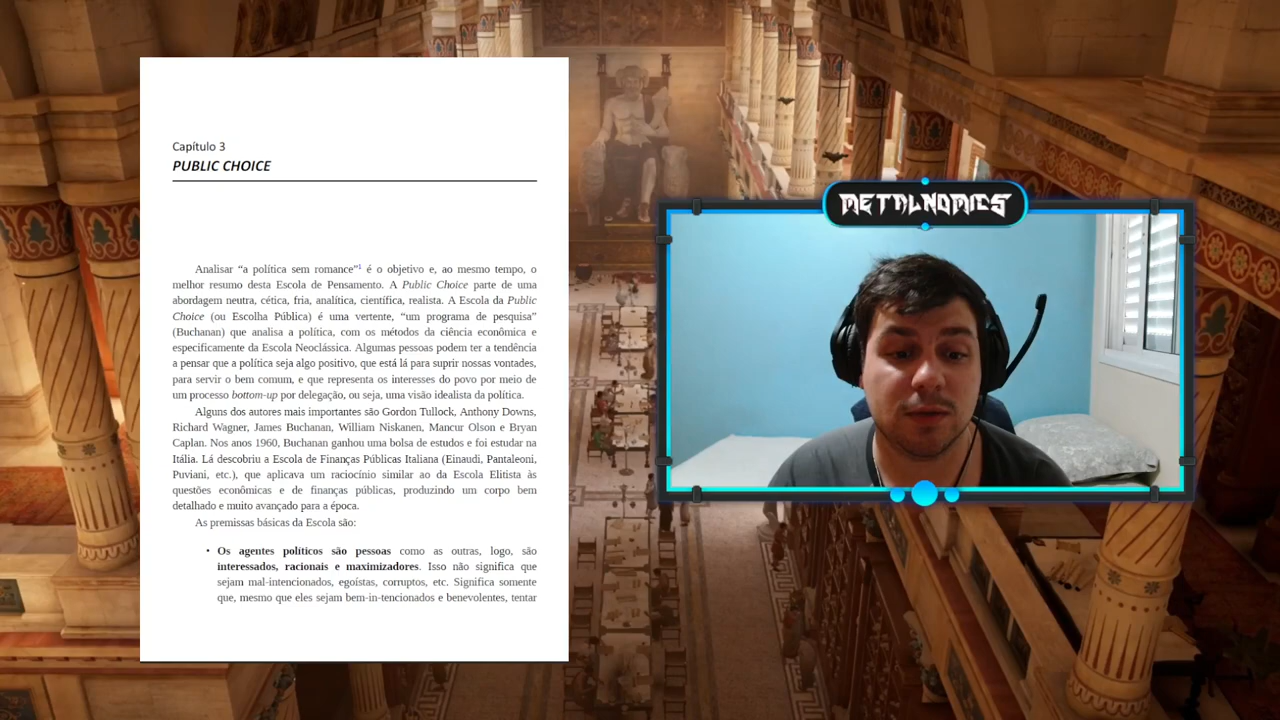 Capítulo 3
PUBLIC CHOICE
Analisar “a política sem romance”1 é o objetivo e, ao mesmo tempo, o
melhor resumo desta Escola de Pensamento. A Public Choice parte de uma
abordagem neutra, cética, fria, analítica, científica, realista. A Escola da Public
Choice (ou Escolha Pública) é uma vertente, “um programa de pesquisa”
(Buchanan) que analisa a política, com os métodos da ciência econômica e
especificamente da Escola Neoclássica. Algumas pessoas podem ter a tendência
a pensar que a política seja algo positivo, que está lá para suprir nossas vontades,
para servir o bem comum, e que representa os interesses do povo por meio de
um processo bottom-up por delegação, ou seja, uma visão idealista da política.
Alguns dos autores mais importantes são Gordon Tullock, Anthony Downs,
Richard Wagner, James Buchanan, William Niskanen, Mancur Olson e Bryan
Caplan. Nos anos 1960, Buchanan ganhou uma bolsa de estudos e foi estudar na
Itália. Lá descobriu a Escola de Finanças Públicas Italiana (Einaudi, Pantaleoni,
Puviani, etc.), que aplicava um raciocínio similar ao da Escola Elitista às
questões econômicas e de finanças públicas, produzindo um corpo bem
detalhado e muito avançado para a época.
As premissas básicas da Escola são:
• Os agentes políticos são pessoas como as outras, logo, são
interessados, racionais e maximizadores. Isso não significa que
sejam mal-intencionados, egoístas, corruptos, etc. Significa somente
que, mesmo que eles sejam bem-in-tencionados e benevolentes, tentar
METALNOMICS